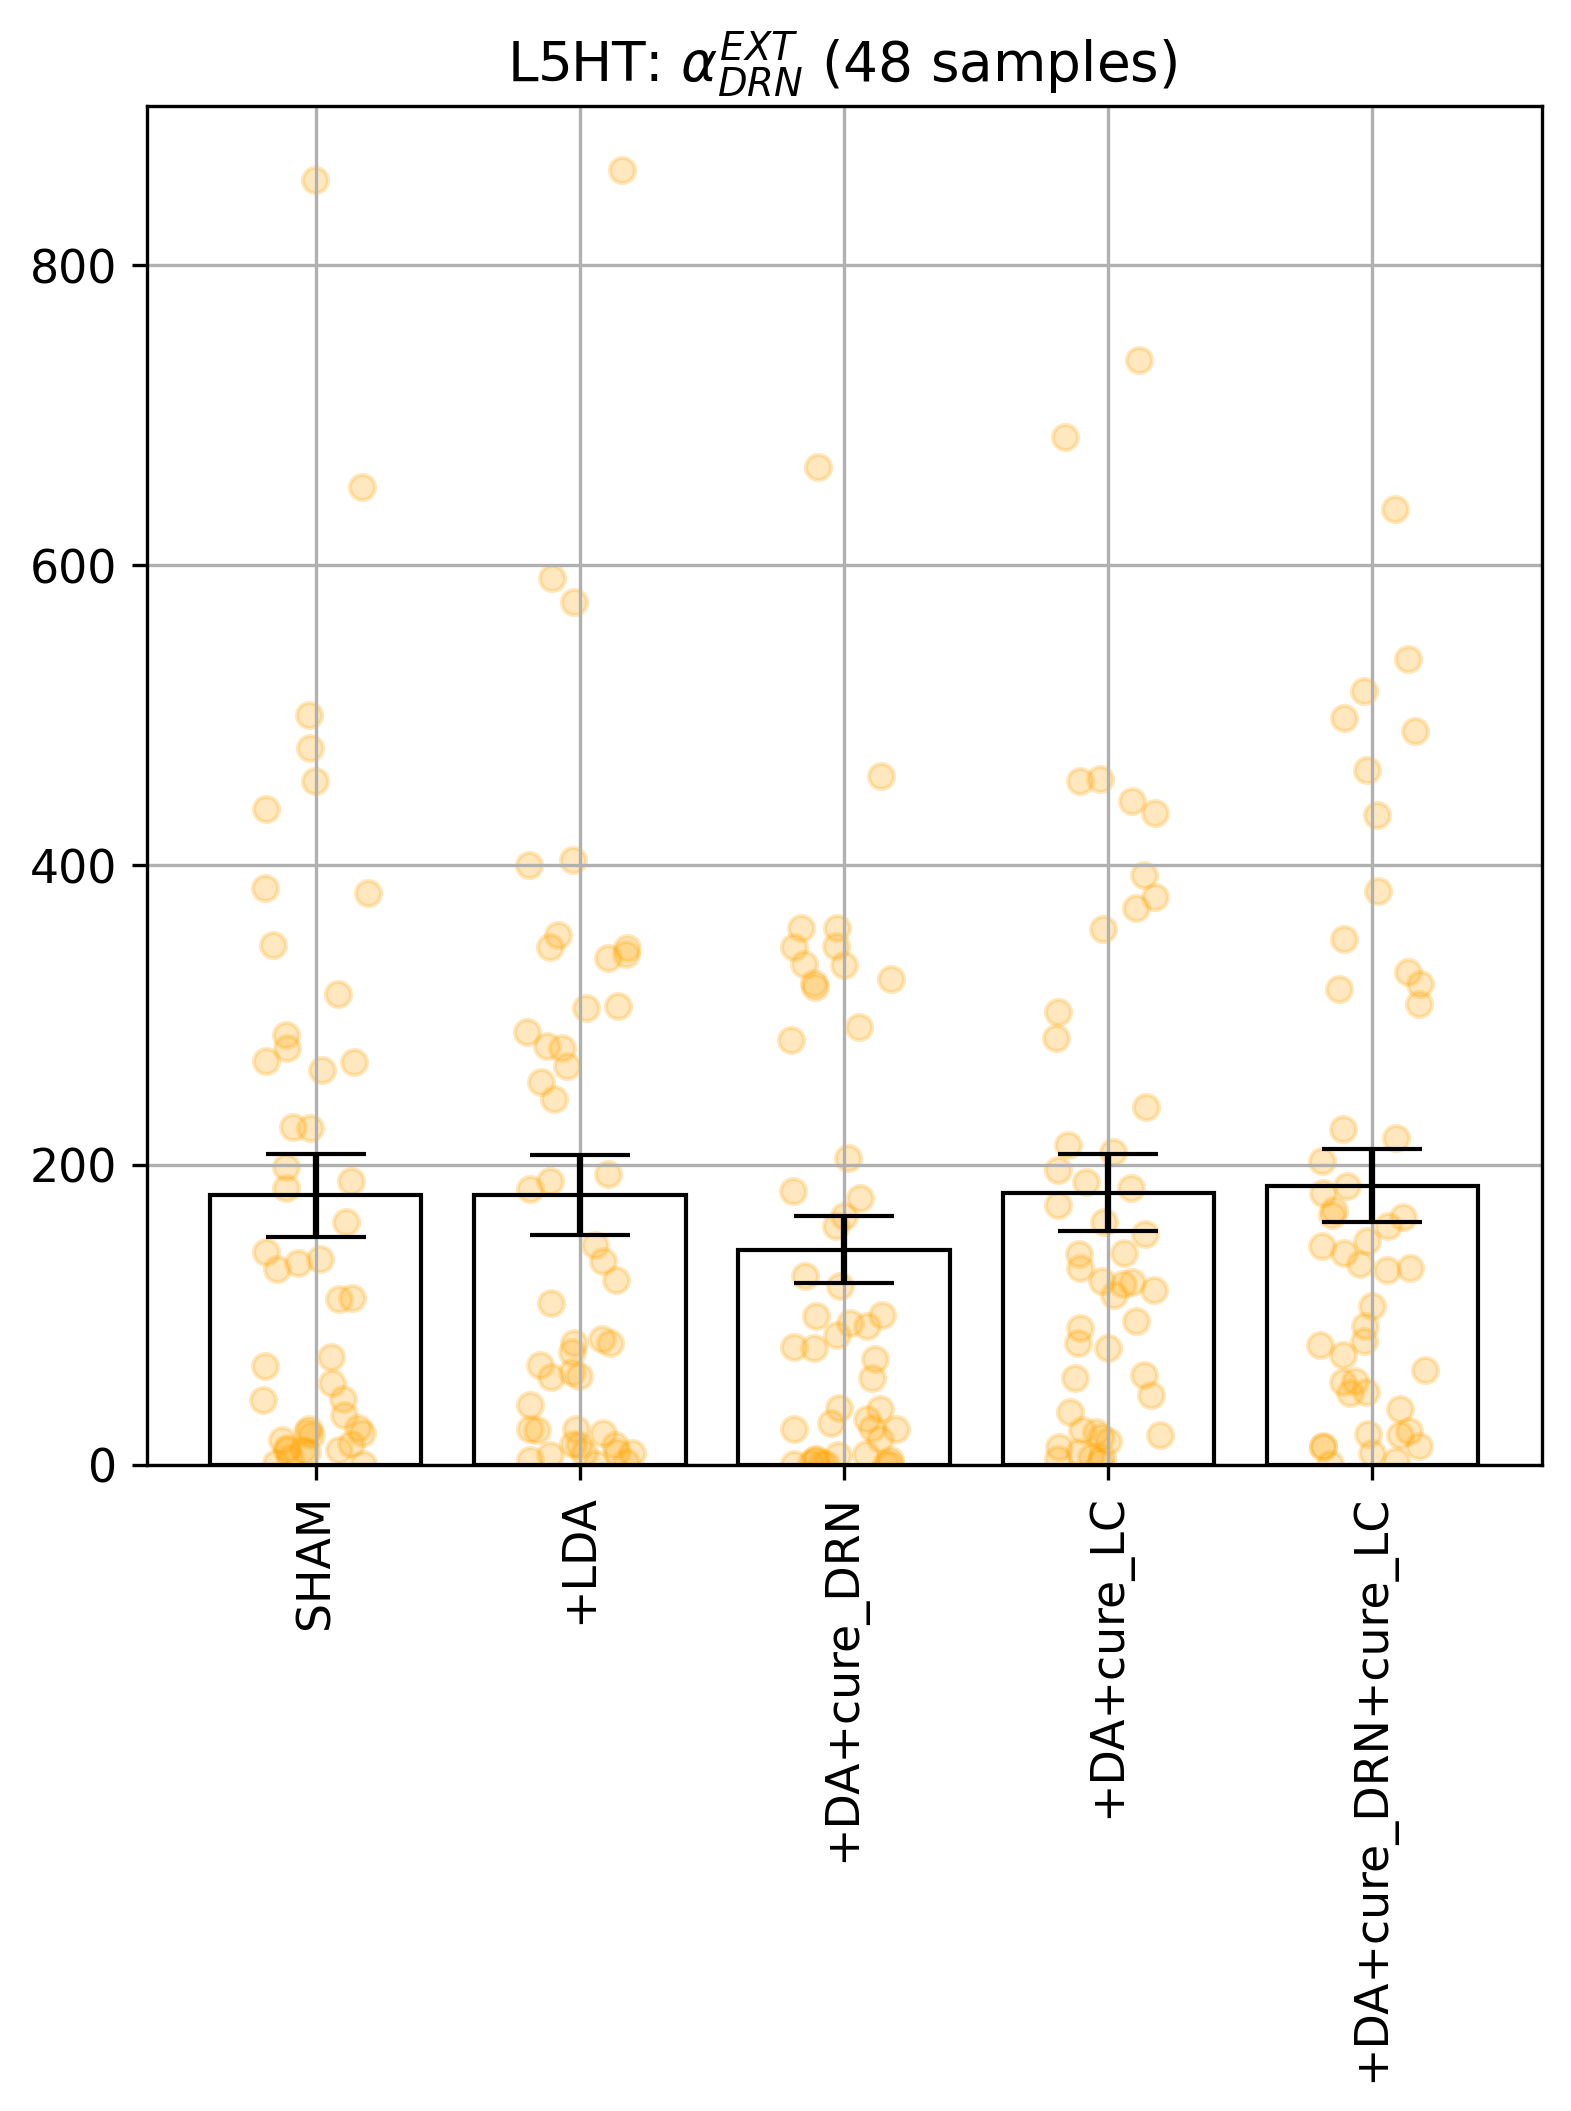 L5HT: α^{EXT}_{DRN} (48 samples)
800
600
400
200
0
SHAM
+LDA
+DA+cure_DRN
+DA+cure_LC
+DA+cure_DRN+cure_LC